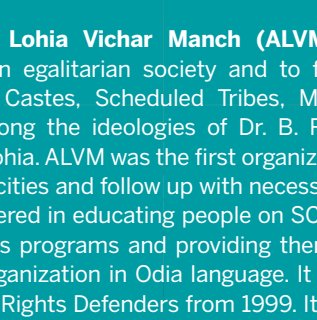 Lohia Vichar Manch (ALVM
n egalitarian society and to f
Castes, Scheduled Tribes, M
ong the ideologies of Dr. B. R
ohia. ALVM was the first organiz
cities and follow up with necess
ered in educating people on SC
s programs and providing the
ganization in Odia language. It
Rights Defenders from 1999. It